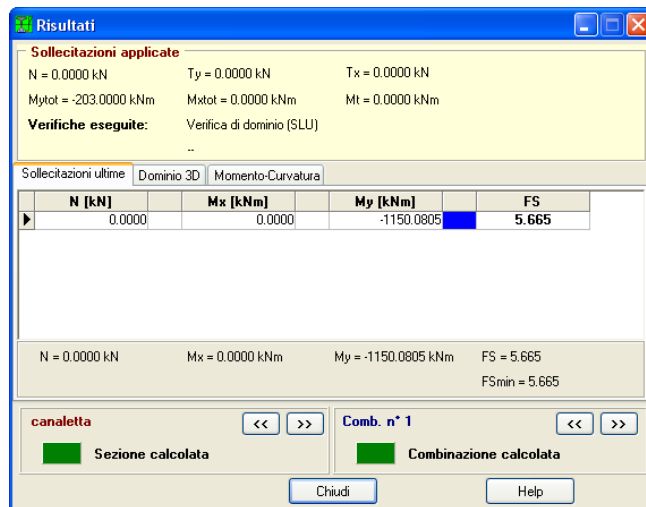 Risultati
Sollecitazioni applicate
N = 0.0000 kN Ty = 0.0000 kN Tx = 0.0000 kN
Mytot = -203.0000 kNm Mxtot = 0.0000 kNm Mt = 0.0000 kNm
Verifiche eseguite: Verifica di dominio (SLU)
--
Sollecitazioni ultime Dominio 3D Momento-Curvatura
N [kN] Mx [kNm] My [kNm] FS
0.0000 0.0000 -1150.0805 5.665
N = 0.0000 kN Mx = 0.0000 kNm My = -1150.0805 kNm FS = 5.665
FSmin = 5.665
canaletta << >> Comb. n° 1 << >>
Sezione calcolata Combinazione calcolata
Chiudi Help